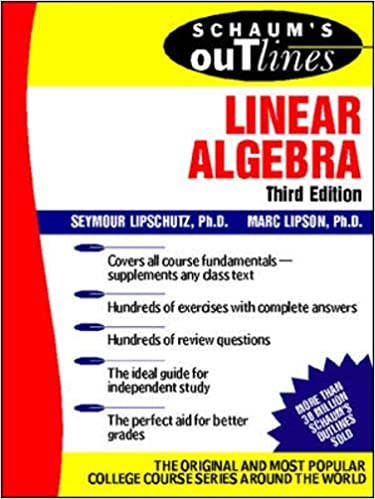 SCHAUM'S
ouTlines
LINEAR
ALGEBRA
Third Edition
SEYMOUR LIPSCHUTZ, Ph.D. MARC LIPSON, Ph.D.
Covers all course fundamentals—
supplements any class text
Hundreds of exercises with complete answers
Hundreds of review questions
The ideal guide for
independent study
The perfect aid for better
grades
MORE THAN
30 MILLION
SCHAUM'S
OUTLINES
SOLD
THE ORIGINAL AND MOST POPULAR
COLLEGE COURSE SERIES AROUND THE WORLD